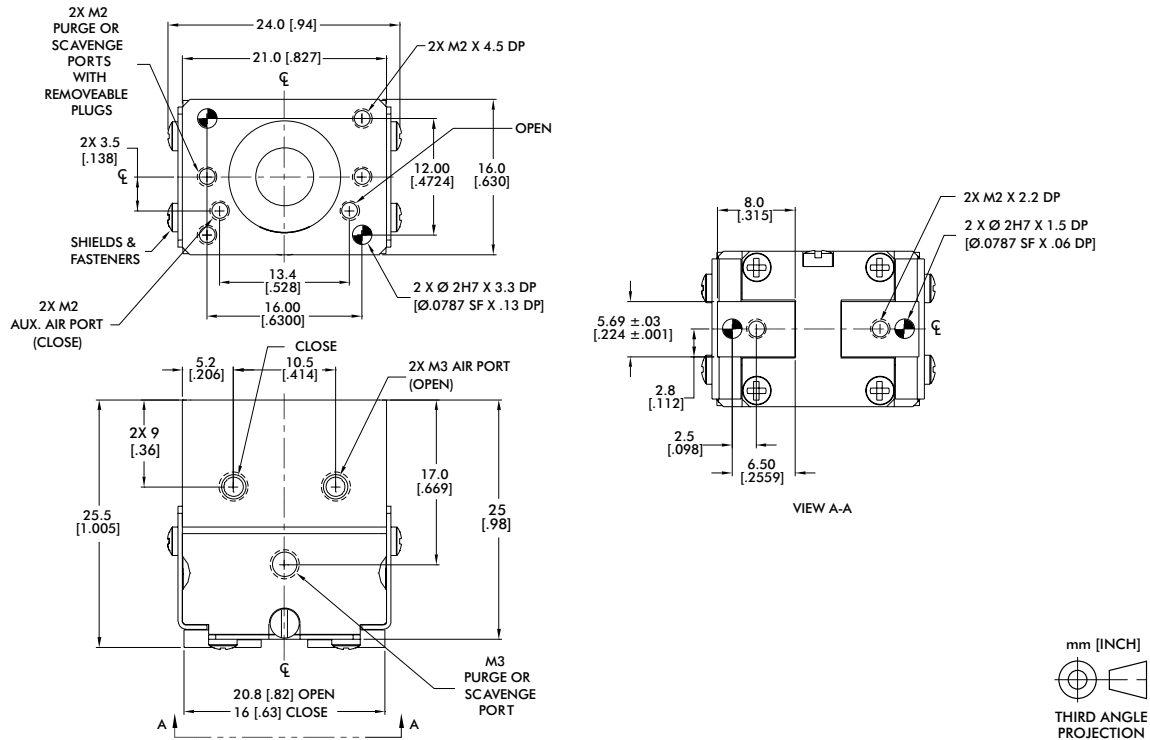 2X M2
PURGE OR
SCAVENGE
PORTS
WITH
REMOVEABLE
PLUGS
24.0 [.94]
21.0 [.827]
℄
2X M2 X 4.5 DP
OPEN
2X 3.5
[.138]
℄
12.00
[.4724]
16.0
[.630]
SHIELDS &
FASTENERS
13.4
[.528]
16.00
[.6300]
2 X Ø 2H7 X 3.3 DP
[Ø.0787 SF X .13 DP]
2X M2
AUX. AIR PORT
(CLOSE)
CLOSE
5.2
[.206]
10.5
[.414]
2X M3 AIR PORT
(OPEN)
2X 9
[.36]
17.0
[.669]
25.5
[1.005]
25
[.98]
℄
M3
PURGE OR
SCAVENGE
PORT
20.8 [.82] OPEN
16 [.63] CLOSE
A
A
8.0
[.315]
2X M2 X 2.2 DP
2 X Ø 2H7 X 1.5 DP
[Ø.0787 SF X .06 DP]
5.69 ±.03
[.224 ±.001]
℄
2.8
[.112]
2.5
[.098]
6.50
[.2559]
VIEW A-A
mm [INCH]
THIRD ANGLE
PROJECTION